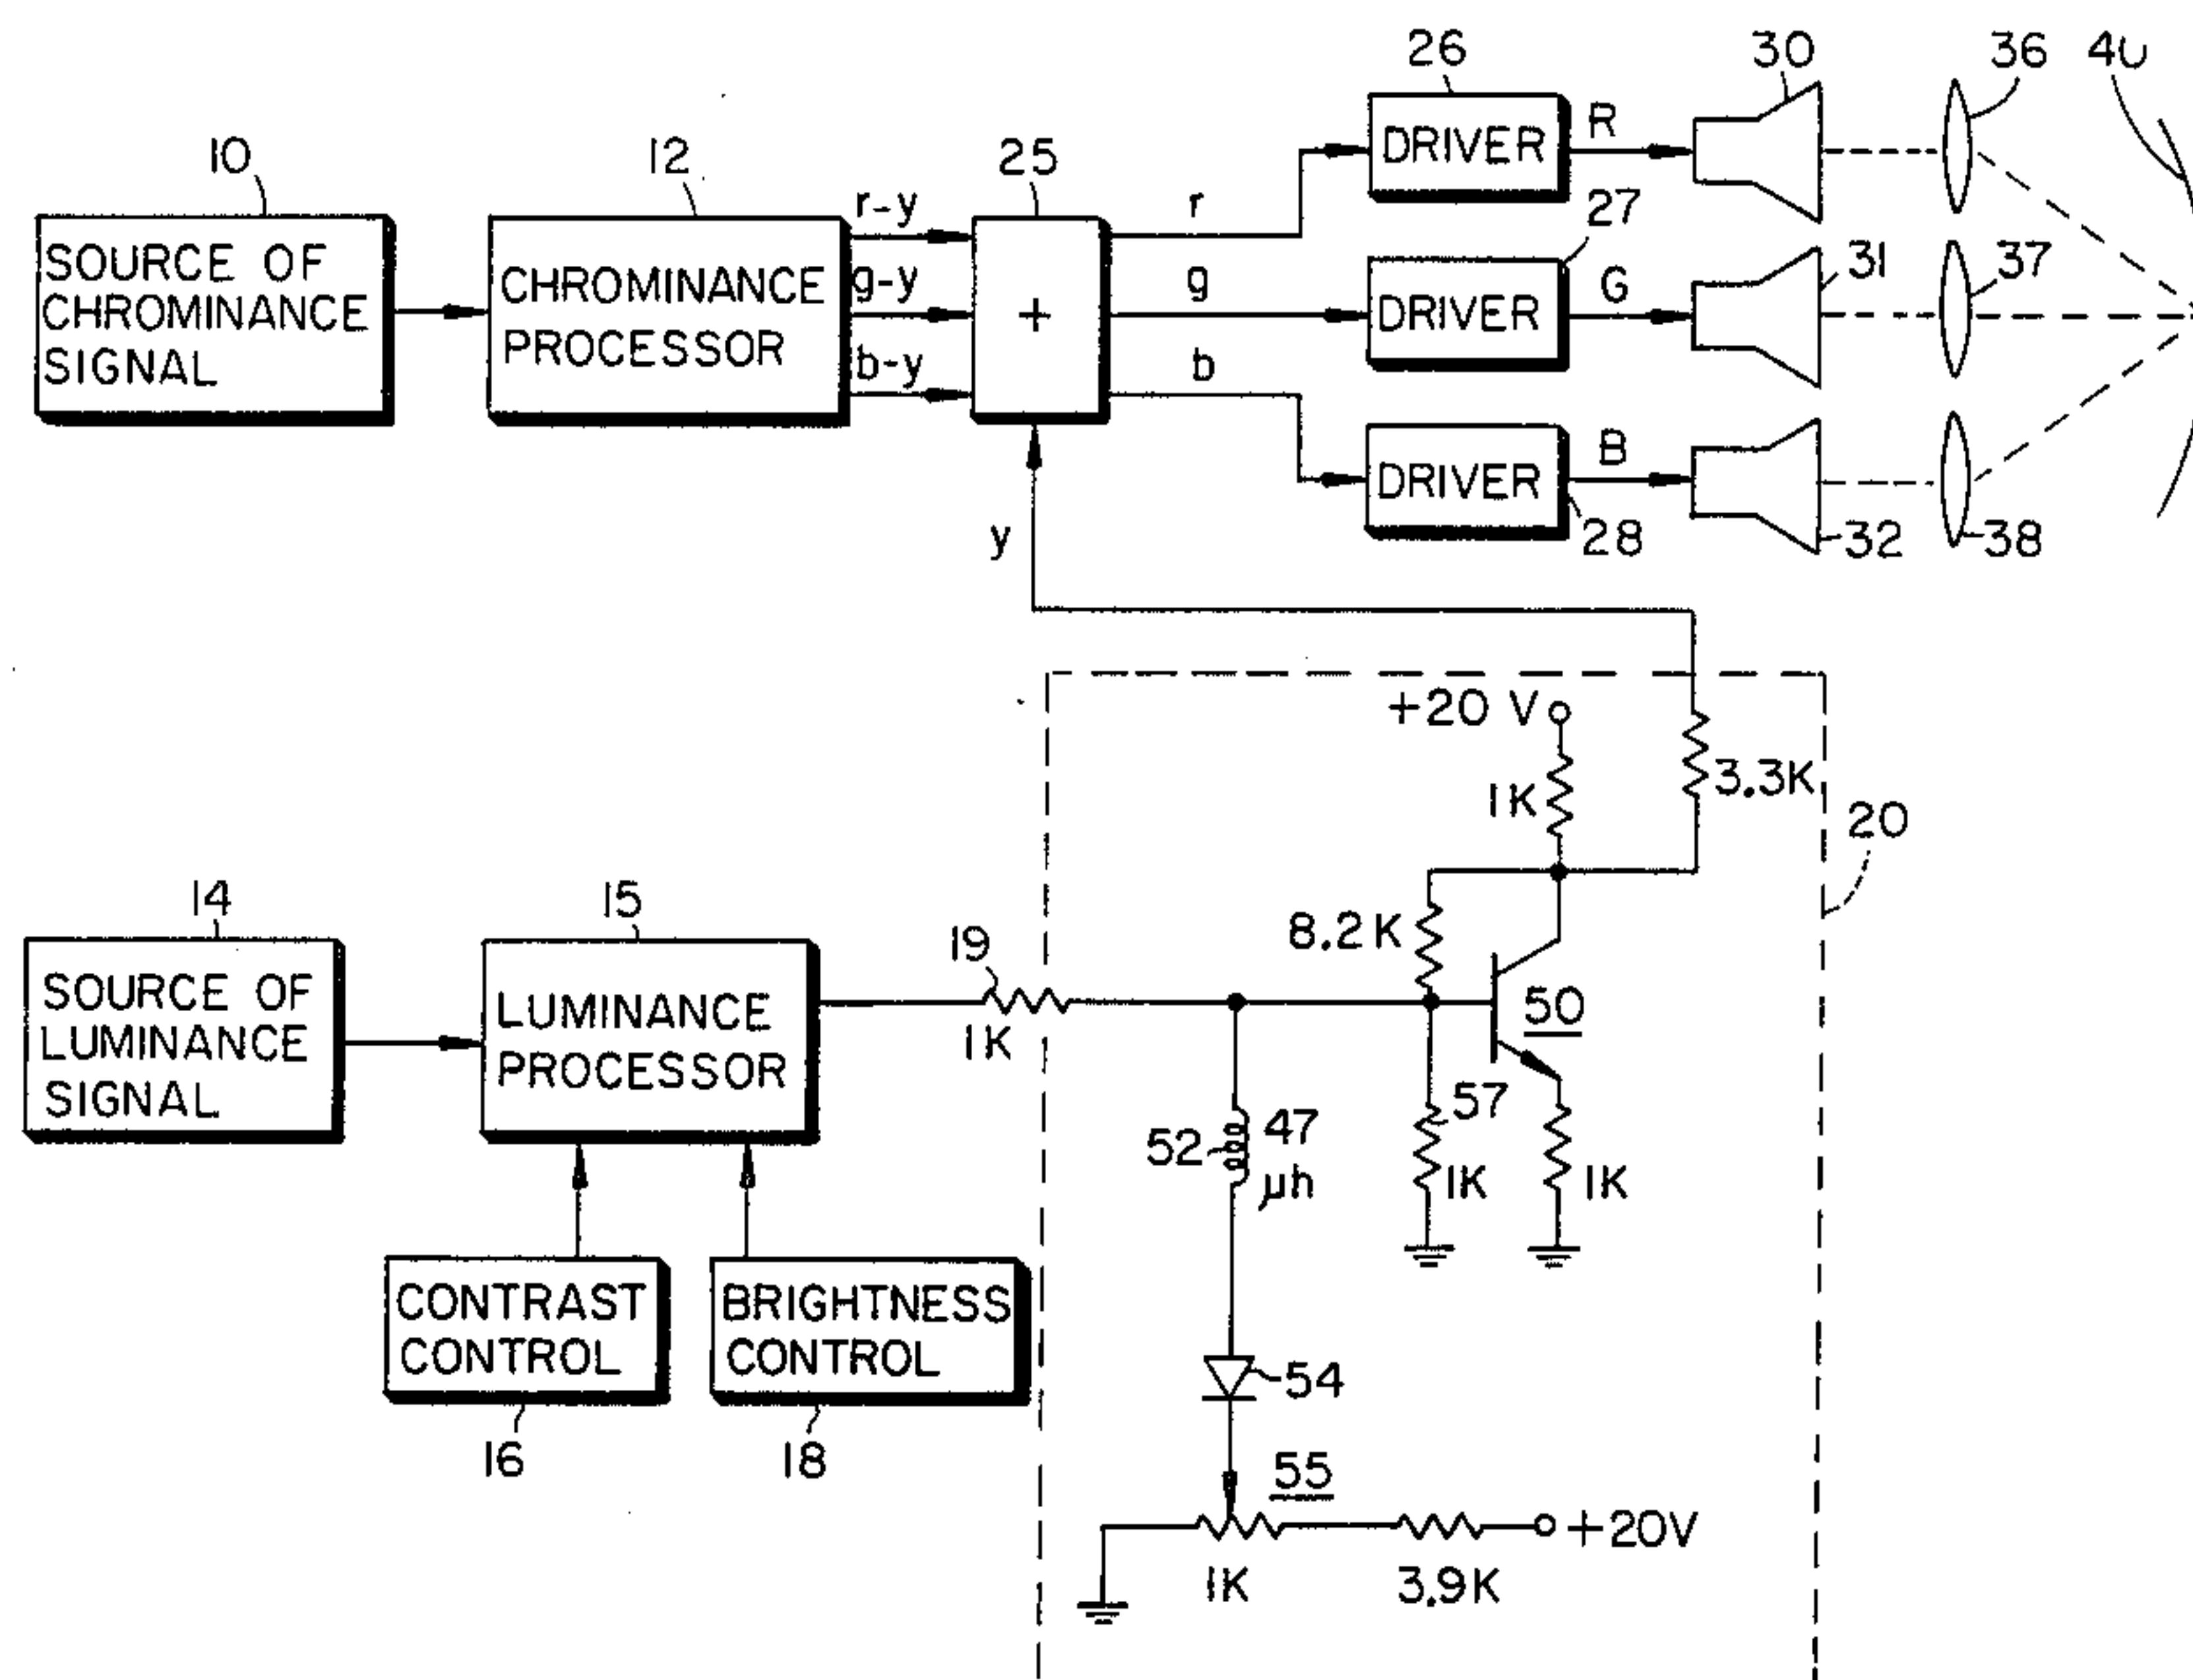 26
30
36
40
10
12
25
DRIVER
R
r-y
r
27
SOURCE OF
CHROMINANCE
SIGNAL
CHROMINANCE
PROCESSOR
g-y
+
g
DRIVER
G
31
37
b-y
b
DRIVER
B
28
32
38
y
+20 V
1K
3.3K
20
14
15
19
8.2K
SOURCE OF
LUMINANCE
SIGNAL
LUMINANCE
PROCESSOR
1K
50
57
52
47
μh
1K
1K
CONTRAST
CONTROL
BRIGHTNESS
CONTROL
54
16
18
55
+20V
1K
3.9K